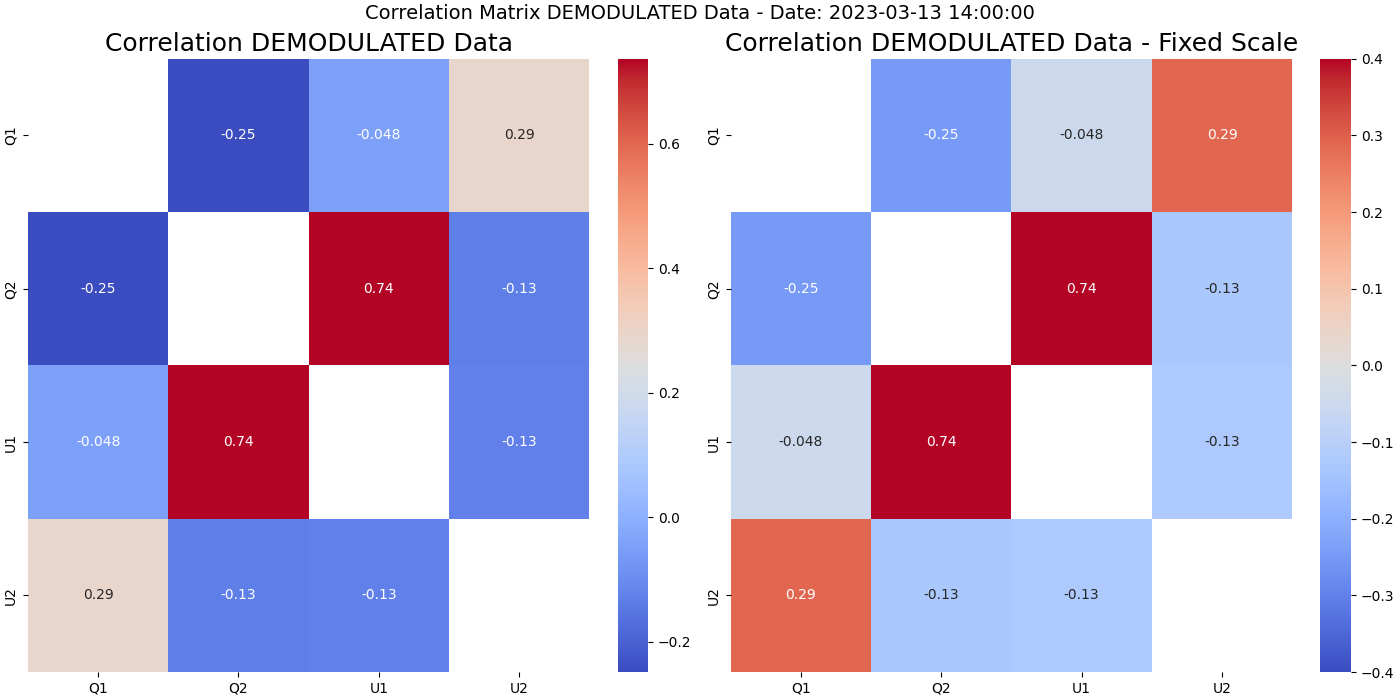 Correlation Matrix DEMODULATED Data - Date: 2023-03-13 14:00:00
Correlation DEMODULATED Data
Q1
-0.25
-0.048
0.29
Q2
-0.25
0.74
-0.13
U1
-0.048
0.74
-0.13
U2
0.29
-0.13
-0.13
Q1
Q2
U1
U2
0.6
0.4
0.2
0.0
−0.2
Correlation DEMODULATED Data - Fixed Scale
Q1
-0.25
-0.048
0.29
Q2
-0.25
0.74
-0.13
U1
-0.048
0.74
-0.13
U2
0.29
-0.13
-0.13
Q1
Q2
U1
U2
0.4
0.3
0.2
0.1
0.0
−0.1
−0.2
−0.3
−0.4